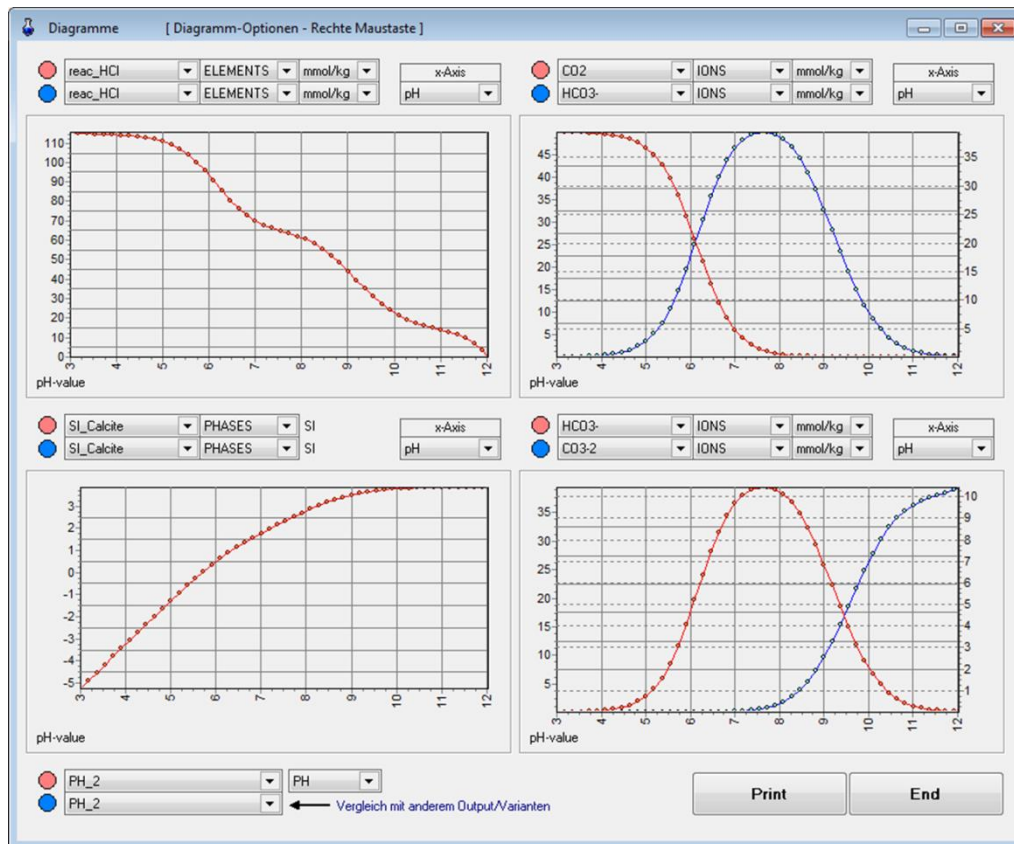 Diagramme [ Diagramm-Optionen - Rechte Maustaste ]
reac_HCl ELEMENTS mmol/kg x-Axis
reac_HCl ELEMENTS mmol/kg pH
110
100
90
80
70
60
50
40
30
20
10
0
3 4 5 6 7 8 9 10 11 12
pH-value
CO2 IONS mmol/kg x-Axis
HCO3- IONS mmol/kg pH
45
40
35
30
25
20
15
10
5
35
30
25
20
15
10
5
3 4 5 6 7 8 9 10 11 12
pH-value
SI_Calcite PHASES SI x-Axis
SI_Calcite PHASES SI pH
3
2
1
0
-1
-2
-3
-4
-5
3 4 5 6 7 8 9 10 11 12
pH-value
HCO3- IONS mmol/kg x-Axis
CO3-2 IONS mmol/kg pH
35
30
25
20
15
10
5
10
9
8
7
6
5
4
3
2
1
3 4 5 6 7 8 9 10 11 12
pH-value
PH_2 PH
PH_2 Vergleich mit anderem Output/Varianten
Print End